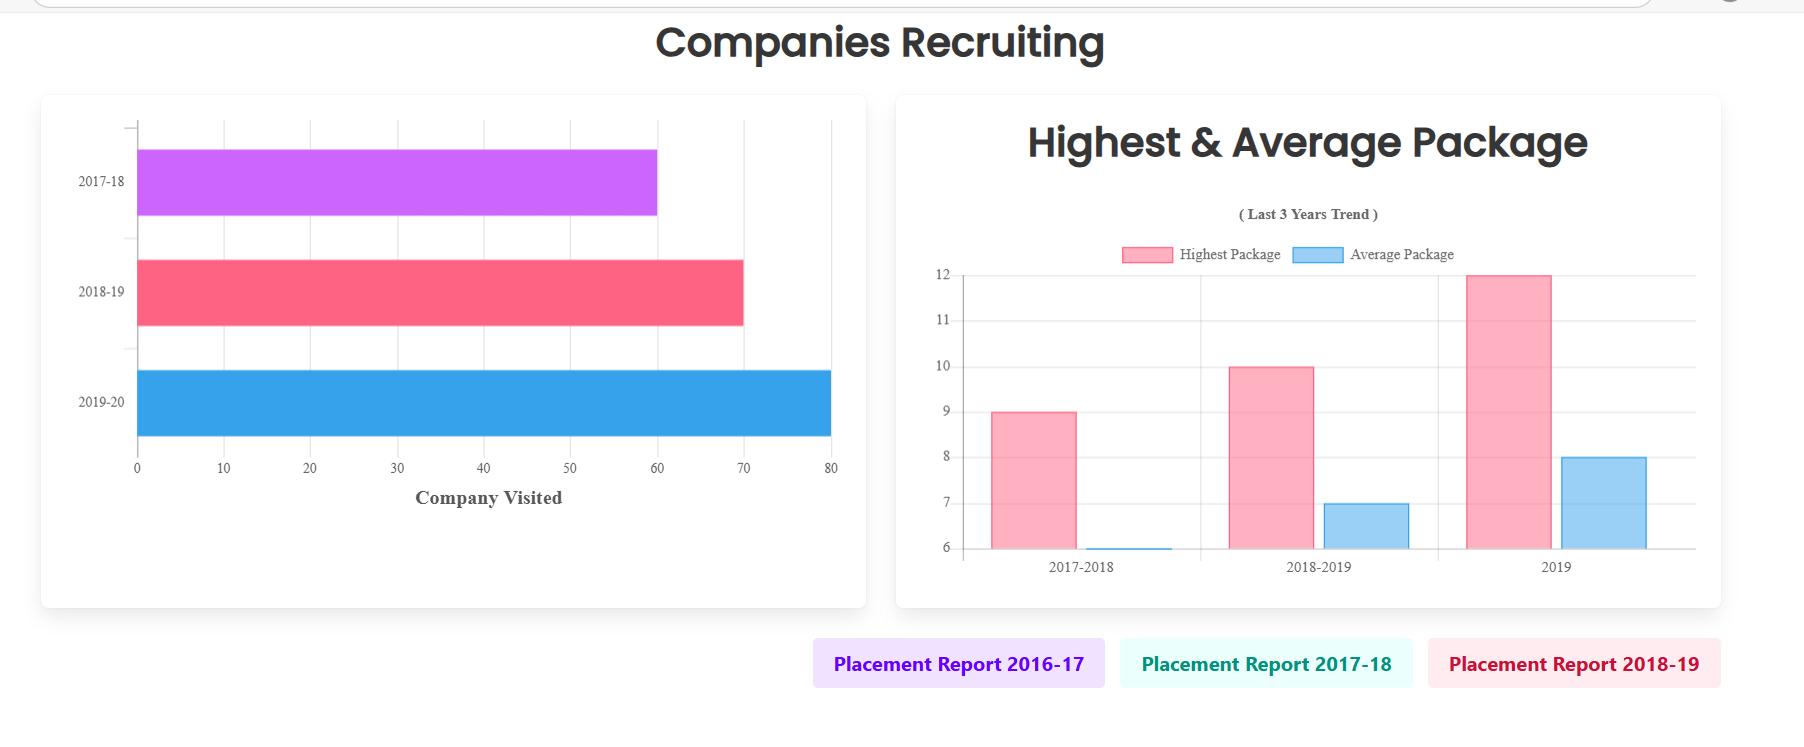 Companies Recruiting
2017-18
2018-19
2019-20
0 10 20 30 40 50 60 70 80
Company Visited
Highest & Average Package
( Last 3 Years Trend )
Highest Package Average Package
12
11
10
9
8
7
6
2017-2018 2018-2019 2019
Placement Report 2016-17 Placement Report 2017-18 Placement Report 2018-19